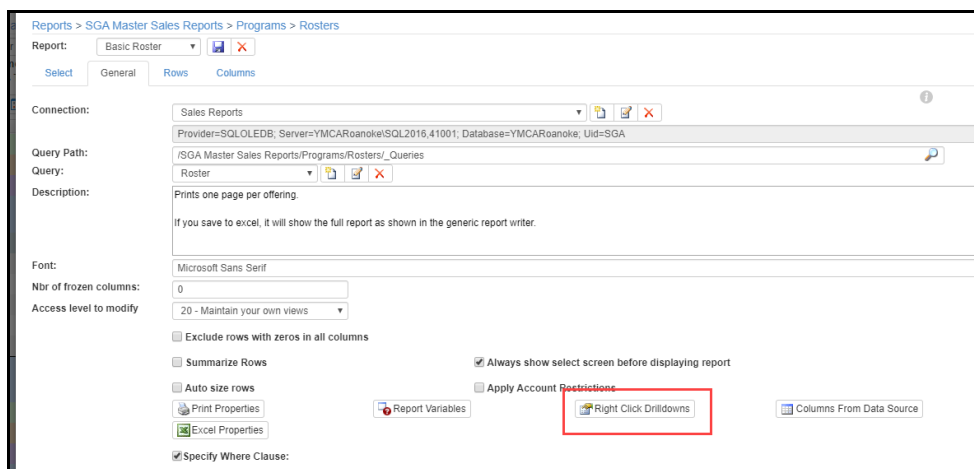 Reports > SGA Master Sales Reports > Programs > Rosters
Report: Basic Roster
Select General Rows Columns
Connection: Sales Reports
Provider=SQLOLEDB; Server=YMCARoanoke\SQL2016,41001; Database=YMCARoanoke; Uid=SGA
Query Path: /SGA Master Sales Reports/Programs/Rosters/_Queries
Query: Roster
Description: Prints one page per offering.
If you save to excel, it will show the full report as shown in the generic report writer.
Font: Microsoft Sans Serif
Nbr of frozen columns: 0
Access level to modify 20 - Maintain your own views
Exclude rows with zeros in all columns
Summarize Rows Always show select screen before displaying report
Auto size rows Apply Account Restrictions
Print Properties Report Variables Right Click Drilldowns Columns From Data Source
Excel Properties
Specify Where Clause: